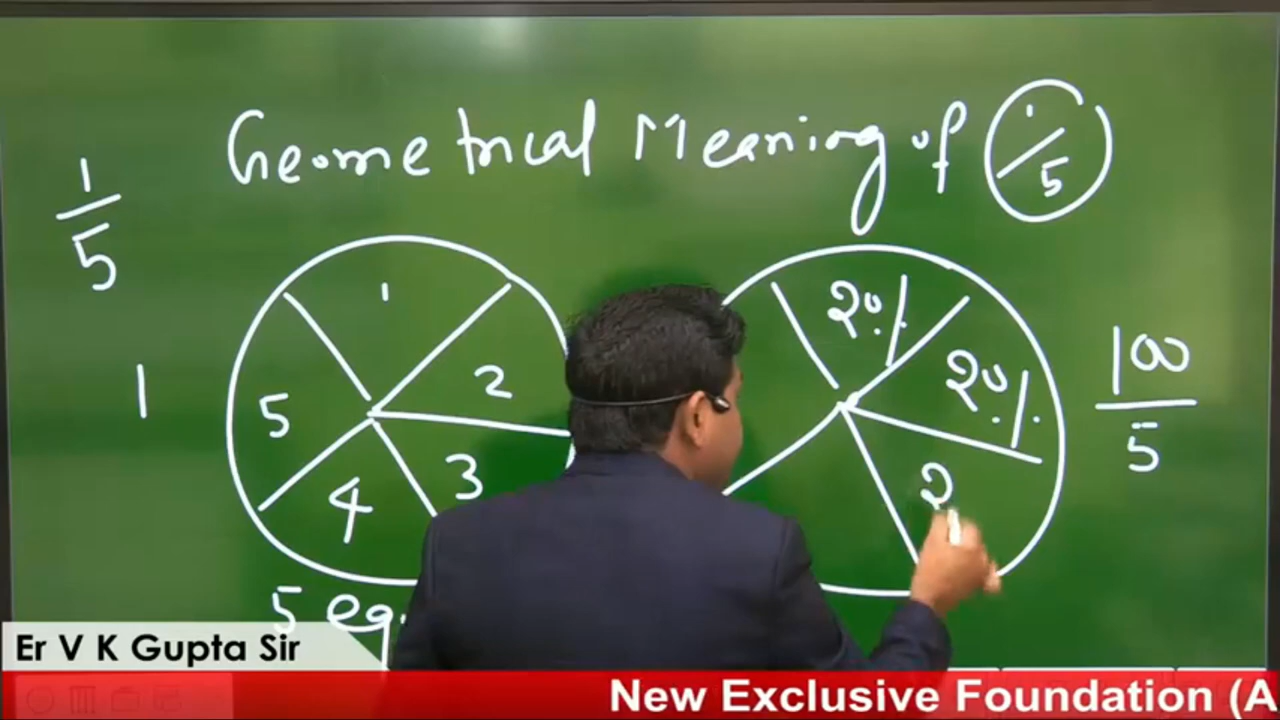 Geometrical Meaning of 1/5
1/5
1
1
2
3
4
5
5 eq
20%
20%
2
100/5
Er V K Gupta Sir
New Exclusive Foundation (A